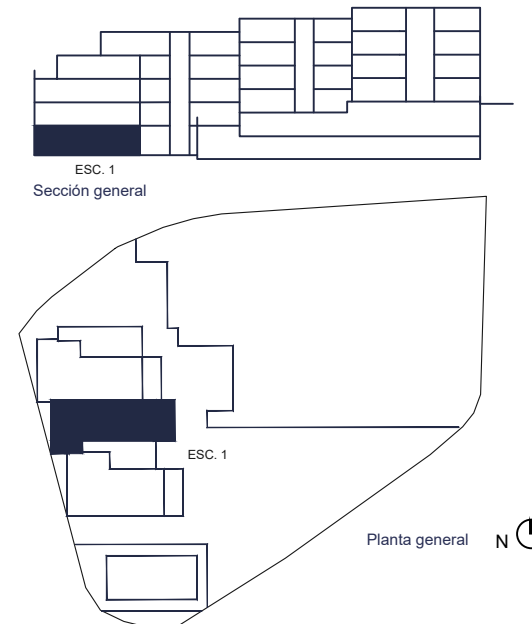 ESC. 1
Sección general
ESC. 1
Planta general
N